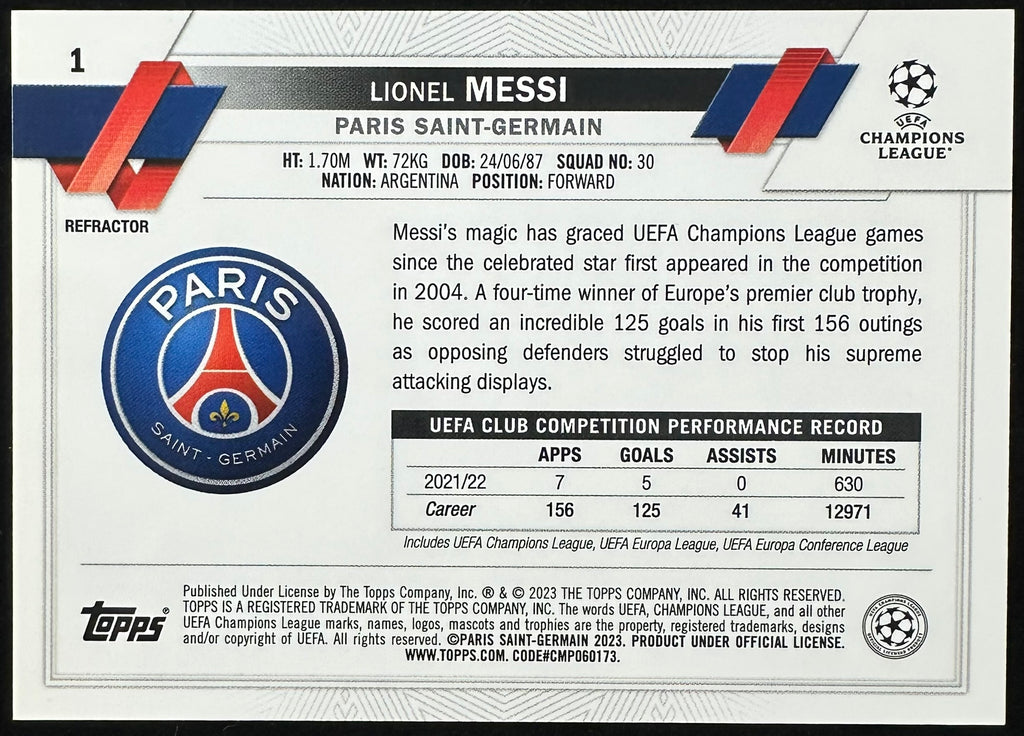 1
LIONEL MESSI
PARIS SAINT-GERMAIN
UEFA
CHAMPIONS
LEAGUE®
HT: 1.70M WT: 72KG DOB: 24/06/87 SQUAD NO: 30
NATION: ARGENTINA POSITION: FORWARD
REFRACTOR
PARIS
SAINT-GERMAIN
Messi's magic has graced UEFA Champions League games
since the celebrated star first appeared in the competition
in 2004. A four-time winner of Europe's premier club trophy,
he scored an incredible 125 goals in his first 156 outings
as opposing defenders struggled to stop his supreme
attacking displays.
UEFA CLUB COMPETITION PERFORMANCE RECORD
APPS GOALS ASSISTS MINUTES
2021/22 7 5 0 630
Career 156 125 41 12971
Includes UEFA Champions League, UEFA Europa League, UEFA Europa Conference League
Topps®
Published Under License by The Topps Company, Inc. ® & © 2023 THE TOPPS COMPANY, INC. ALL RIGHTS RESERVED.
TOPPS IS A REGISTERED TRADEMARK OF THE TOPPS COMPANY, INC. The words UEFA, CHAMPIONS LEAGUE, and all other
UEFA Champions League marks, names, logos, mascots and trophies are the property, registered trademarks, designs
and/or copyright of UEFA. All rights reserved. ©PARIS SAINT-GERMAIN 2023. PRODUCT UNDER OFFICIAL LICENSE.
WWW.TOPPS.COM. CODE#CMP060173.